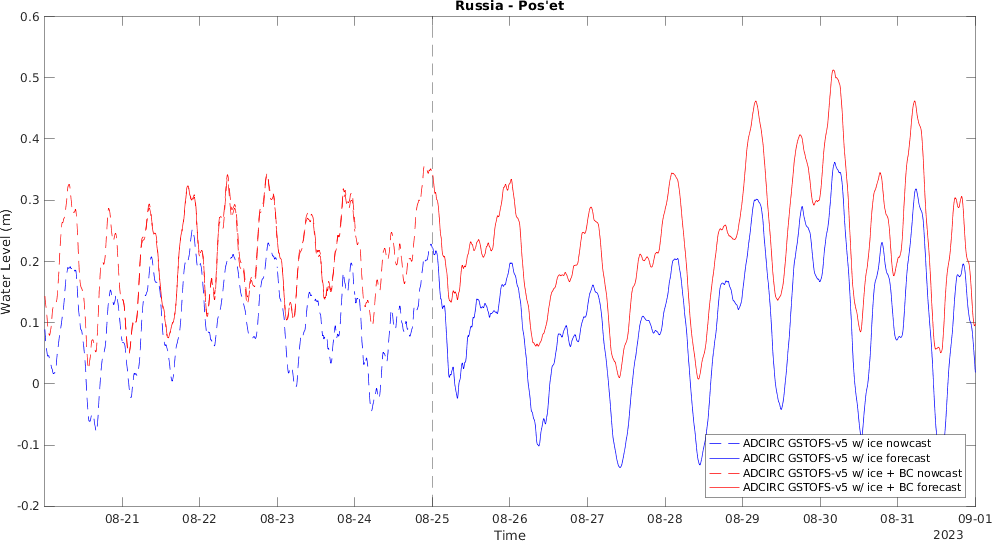 Russia - Pos'et
Water Level (m)
0.6
0.5
0.4
0.3
0.2
0.1
0
-0.1
-0.2
ADCIRC GSTOFS-v5 w/ ice nowcast
ADCIRC GSTOFS-v5 w/ ice forecast
ADCIRC GSTOFS-v5 w/ ice + BC nowcast
ADCIRC GSTOFS-v5 w/ ice + BC forecast
08-21 08-22 08-23 08-24 08-25 08-26 08-27 08-28 08-29 08-30 08-31 09-01
Time
2023